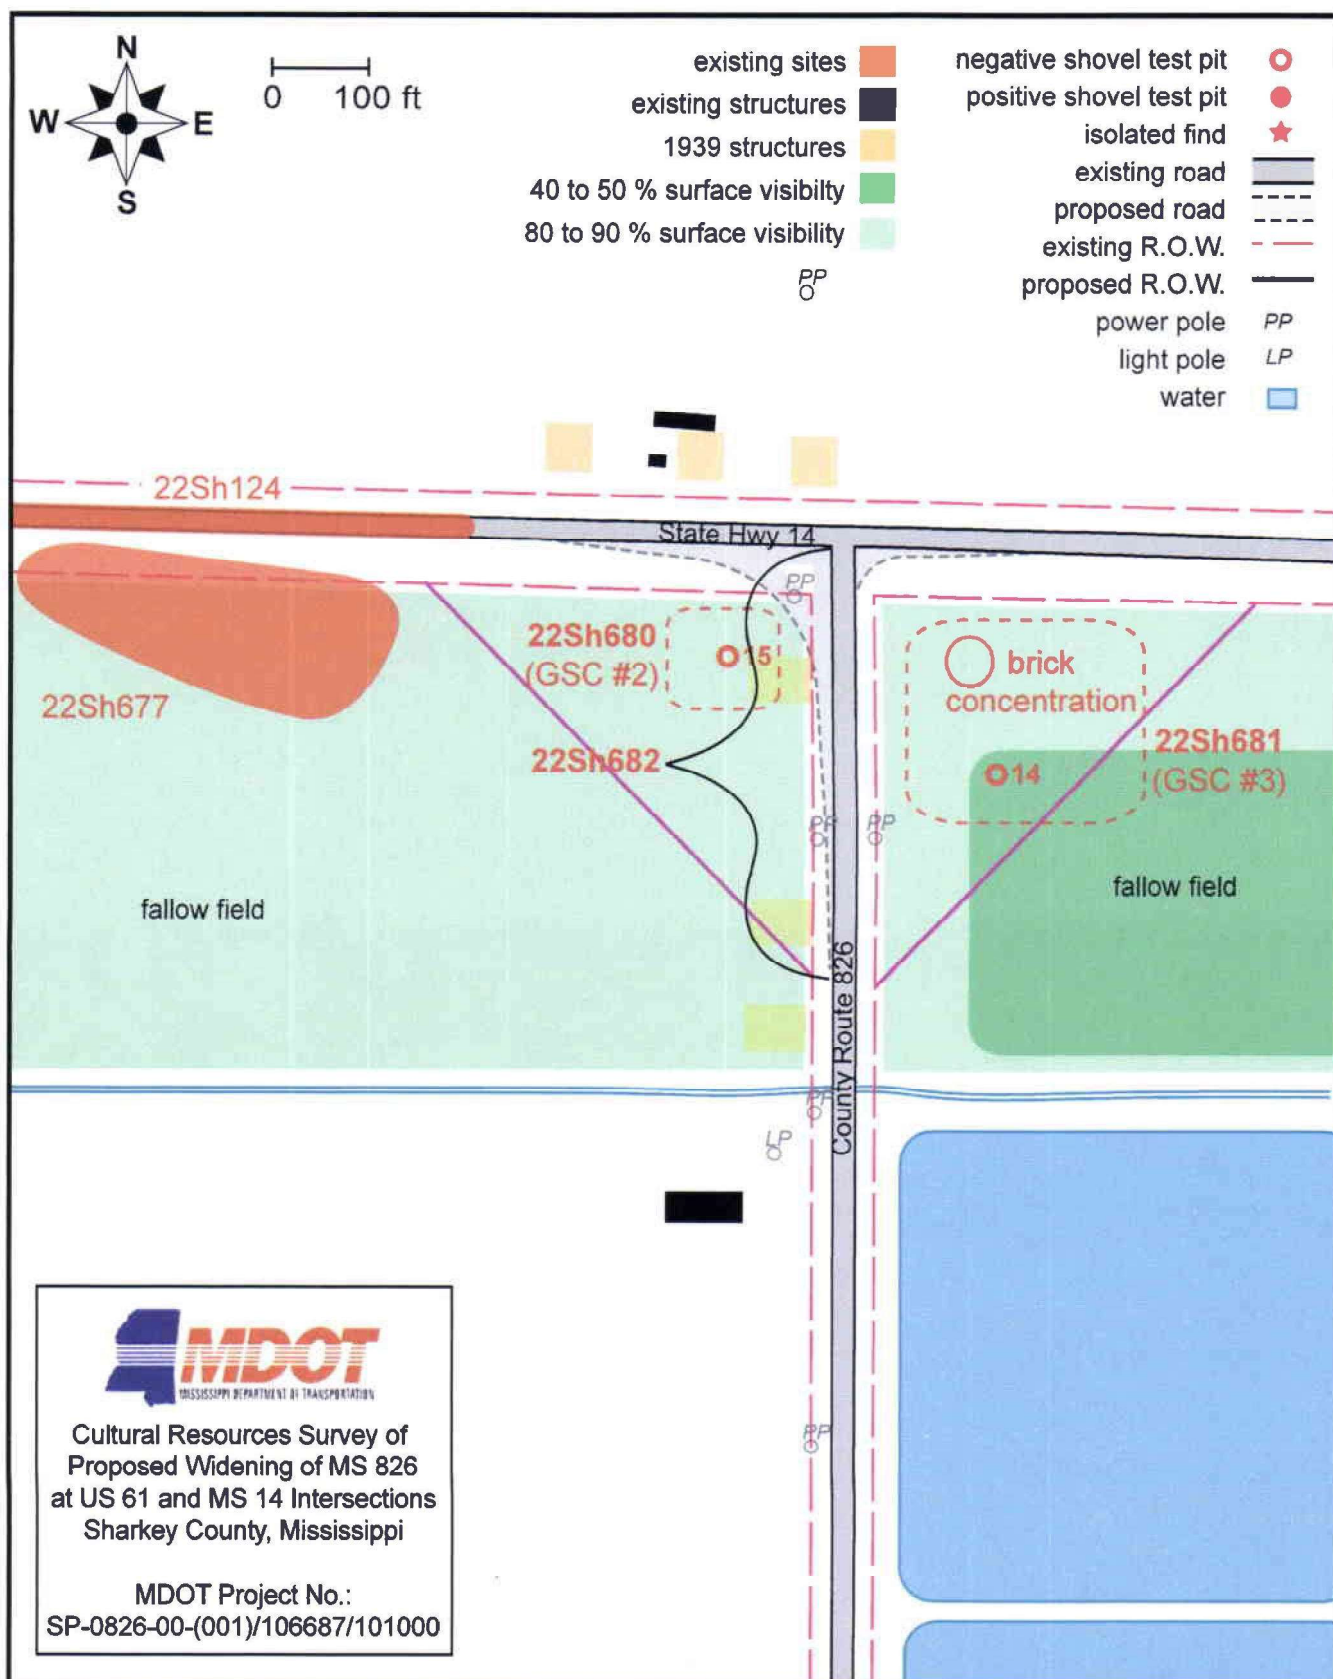 N
W E
S
0 100 ft
existing sites
existing structures
1939 structures
40 to 50 % surface visibilty
80 to 90 % surface visibility
PP
negative shovel test pit
positive shovel test pit
isolated find
existing road
proposed road
existing R.O.W.
proposed R.O.W.
power pole PP
light pole LP
water
22Sh124
State Hwy 14
PP
22Sh680
(GSC #2)
15
brick
concentration
22Sh677
22Sh682
22Sh681
(GSC #3)
14
PP
PP
fallow field
fallow field
County Route 826
PP
LP
PP
MDOT
MISSISSIPPI DEPARTMENT OF TRANSPORTATION
Cultural Resources Survey of
Proposed Widening of MS 826
at US 61 and MS 14 Intersections
Sharkey County, Mississippi
MDOT Project No.:
SP-0826-00-(001)/106687/101000